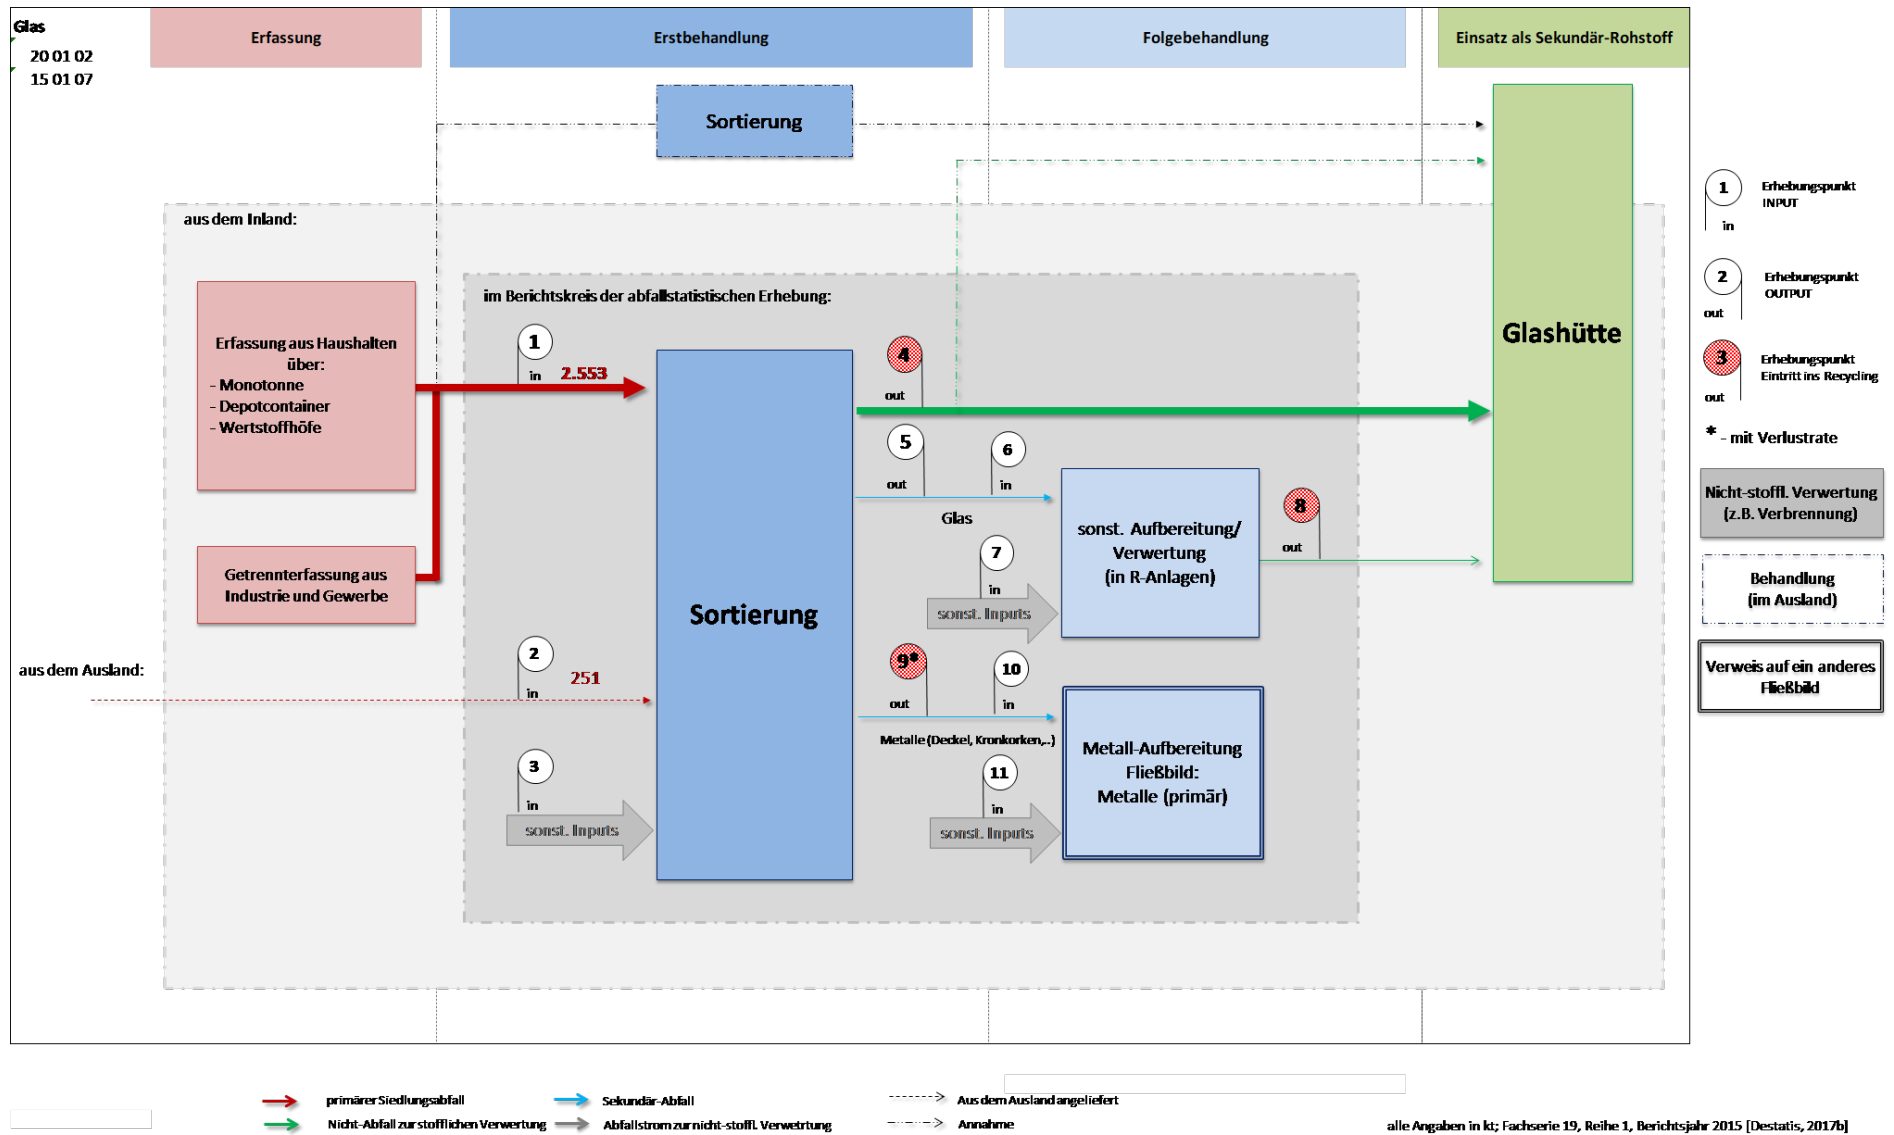 Glas
20 01 02
15 01 07
Erfassung
Erstbehandlung
Folgebehandlung
Einsatz als Sekundär-Rohstoff
Sortierung
aus dem Inland:
im Berichtskreis der abfallstatistischen Erhebung:
Erfassung aus Haushalten
über:
- Monotonne
- Depotcontainer
- Wertstoffhöfe
Getrennterfassung aus
Industrie und Gewerbe
aus dem Ausland:
1
in
2.553
2
in
251
3
in
sonst. Inputs
Sortierung
4
out
5
out
6
in
Glas
7
in
sonst. Inputs
sonst. Aufbereitung/
Verwertung
(in R-Anlagen)
8
out
9*
out
10
in
Metalle (Deckel, Kronkorken,..)
11
in
sonst. Inputs
Metall-Aufbereitung
Fließbild:
Metalle (primär)
Glashütte
1
in
Erhebungspunkt
INPUT
2
out
Erhebungspunkt
OUTPUT
3
out
Erhebungspunkt
Eintritt ins Recycling
* - mit Verlustrate
Nicht-stoffl. Verwertung
(z.B. Verbrennung)
Behandlung
(im Ausland)
Verweis auf ein anderes
Fließbild
primärer Siedlungsabfall
Sekundär-Abfall
Aus dem Ausland angeliefert
Nicht-Abfall zur stofflichen Verwertung
Abfallstrom zur nicht-stoffl. Verwetrtung
Annahme
alle Angaben in kt; Fachserie 19, Reihe 1, Berichtsjahr 2015 [Destatis, 2017b]